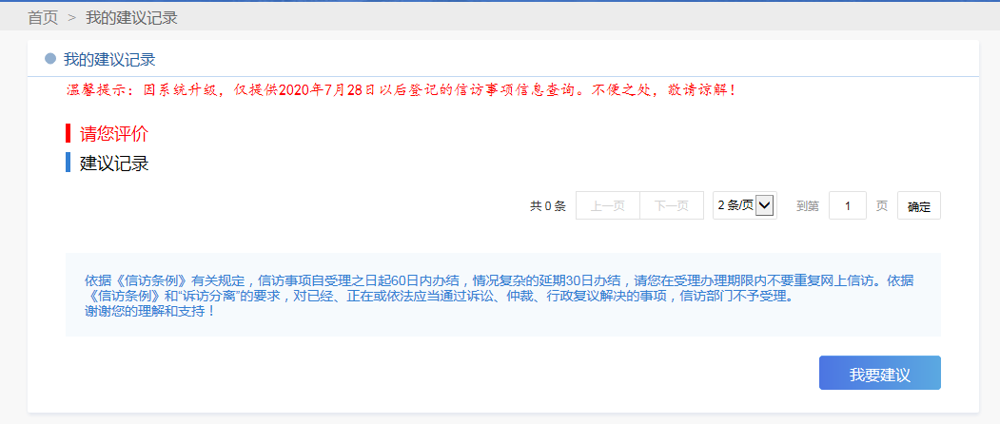 首页 > 我的建议记录
我的建议记录
温馨提示：因系统升级，仅提供2020年7月28日以后登记的信访事项信息查询。不便之处，敬请谅解！
请您评价
建议记录
共 0 条 上一页 下一页 2 条/页 到第 1 页 确定
依据《信访条例》有关规定，信访事项自受理之日起60日内办结，情况复杂的延期30日办结，请您在受理办理期限内不要重复网上信访。依据
《信访条例》和“诉访分离”的要求，对已经、正在或依法应当通过诉讼、仲裁、行政复议解决的事项，信访部门不予受理。
谢谢您的理解和支持！
我要建议